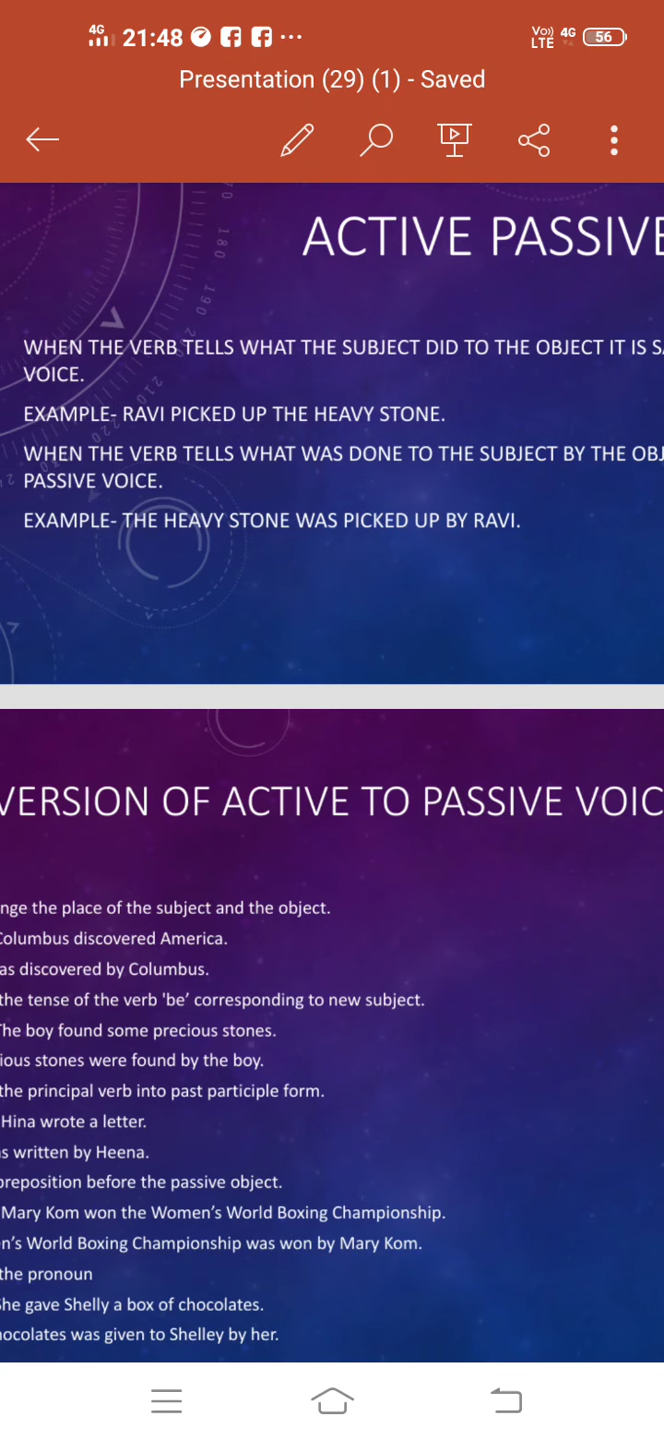 4G 21:48 ... Vo) LTE 4G 56
Presentation (29) (1) - Saved
180 190
ACTIVE PASSIVE
WHEN THE VERB TELLS WHAT THE SUBJECT DID TO THE OBJECT IT IS
VOICE.
EXAMPLE- RAVI PICKED UP THE HEAVY STONE.
210
220
WHEN THE VERB TELLS WHAT WAS DONE TO THE SUBJECT BY THE OBJ
PASSIVE VOICE.
EXAMPLE- THE HEAVY STONE WAS PICKED UP BY RAVI.
VERSION OF ACTIVE TO PASSIVE VOIC
nge the place of the subject and the object.
Columbus discovered America.
as discovered by Columbus.
the tense of the verb 'be’ corresponding to new subject.
The boy found some precious stones.
ious stones were found by the boy.
the principal verb into past participle form.
Hina wrote a letter.
s written by Heena.
preposition before the passive object.
Mary Kom won the Women’s World Boxing Championship.
n’s World Boxing Championship was won by Mary Kom.
the pronoun
She gave Shelly a box of chocolates.
hocolates was given to Shelley by her.